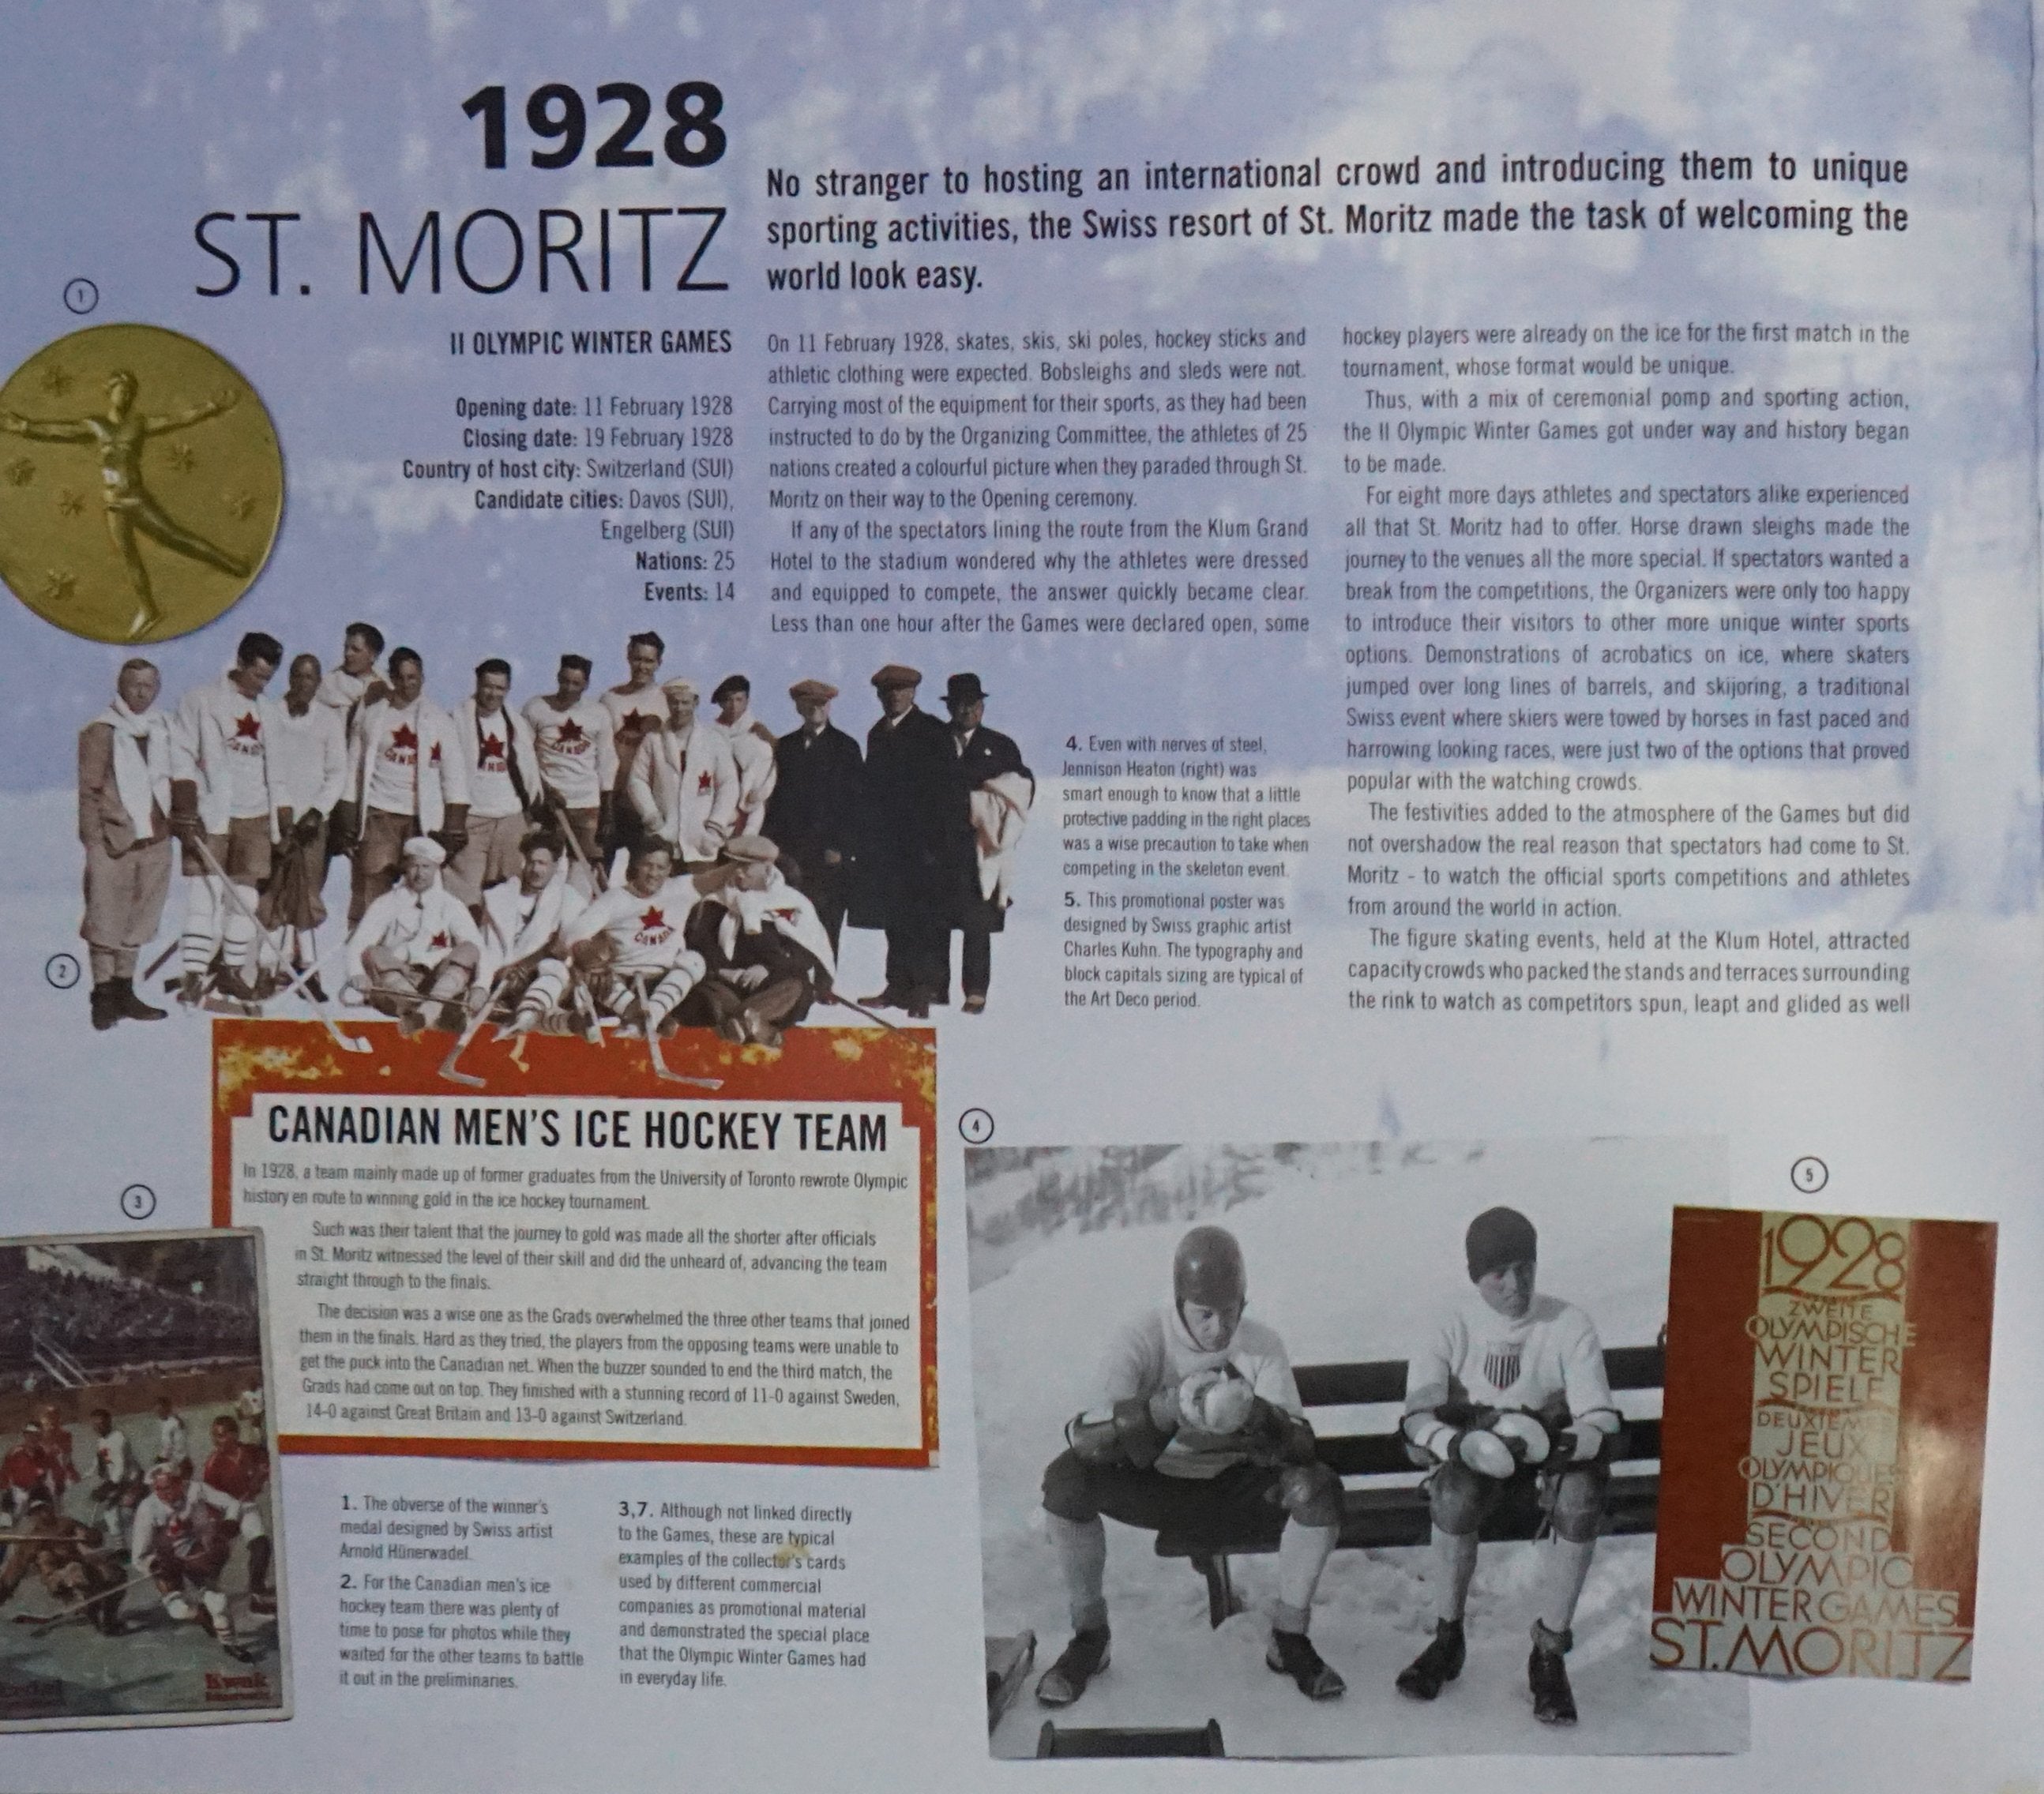 1928
ST. MORITZ
No stranger to hosting an international crowd and introducing them to unique
sporting activities, the Swiss resort of St. Moritz made the task of welcoming the
world look easy.
1
II OLYMPIC WINTER GAMES
Opening date: 11 February 1928
Closing date: 19 February 1928
Country of host city: Switzerland (SUI)
Candidate cities: Davos (SUI),
Engelberg (SUI)
Nations: 25
Events: 14
On 11 February 1928, skates, skis, ski poles, hockey sticks and
athletic clothing were expected. Bobsleighs and sleds were not.
Carrying most of the equipment for their sports, as they had been
instructed to do by the Organizing Committee, the athletes of 25
nations created a colourful picture when they paraded through St.
Moritz on their way to the Opening ceremony.
If any of the spectators lining the route from the Klum Grand
Hotel to the stadium wondered why the athletes were dressed
and equipped to compete, the answer quickly became clear.
Less than one hour after the Games were declared open, some
hockey players were already on the ice for the first match in the
tournament, whose format would be unique.
Thus, with a mix of ceremonial pomp and sporting action,
the II Olympic Winter Games got under way and history began
to be made.
For eight more days athletes and spectators alike experienced
all that St. Moritz had to offer. Horse drawn sleighs made the
journey to the venues all the more special. If spectators wanted a
break from the competitions, the Organizers were only too happy
to introduce their visitors to other more unique winter sports
options. Demonstrations of acrobatics on ice, where skaters
jumped over long lines of barrels, and skijoring, a traditional
Swiss event where skiers were towed by horses in fast paced and
harrowing looking races, were just two of the options that proved
popular with the watching crowds.
The festivities added to the atmosphere of the Games but did
not overshadow the real reason that spectators had come to St.
Moritz - to watch the official sports competitions and athletes
from around the world in action.
The figure skating events, held at the Klum Hotel, attracted
capacity crowds who packed the stands and terraces surrounding
the rink to watch as competitors spun, leapt and glided as well
4. Even with nerves of steel,
Jennison Heaton (right) was
smart enough to know that a little
protective padding in the right places
was a wise precaution to take when
competing in the skeleton event.
5. This promotional poster was
designed by Swiss graphic artist
Charles Kuhn. The typography and
block capitals sizing are typical of
the Art Deco period.
2
CANADA
CANADA
CANADIAN MEN'S ICE HOCKEY TEAM
In 1928, a team mainly made up of former graduates from the University of Toronto rewrote Olympic
history en route to winning gold in the ice hockey tournament.
Such was their talent that the journey to gold was made all the shorter after officials
in St. Moritz witnessed the level of their skill and did the unheard of, advancing the team
straight through to the finals.
The decision was a wise one as the Grads overwhelmed the three other teams that joined
them in the finals. Hard as they tried, the players from the opposing teams were unable to
get the puck into the Canadian net. When the buzzer sounded to end the third match, the
Grads had come out on top. They finished with a stunning record of 11-0 against Sweden,
14-0 against Great Britain and 13-0 against Switzerland.
3
Kwak
1. The obverse of the winner's
medal designed by Swiss artist
Arnold Hünerwadel.
2. For the Canadian men's ice
hockey team there was plenty of
time to pose for photos while they
waited for the other teams to battle
it out in the preliminaries.
3,7. Although not linked directly
to the Games, these are typical
examples of the collector's cards
used by different commercial
companies as promotional material
and demonstrated the special place
that the Olympic Winter Games had
in everyday life.
4
5
1928
ZWEITE
OLYMPISCHE
WINTER
SPIELE
DEUXIEME
JEUX
OLYMPIQUES
D'HIVER
SECOND
OLYMPIC
WINTER GAMES
ST. MORITZ